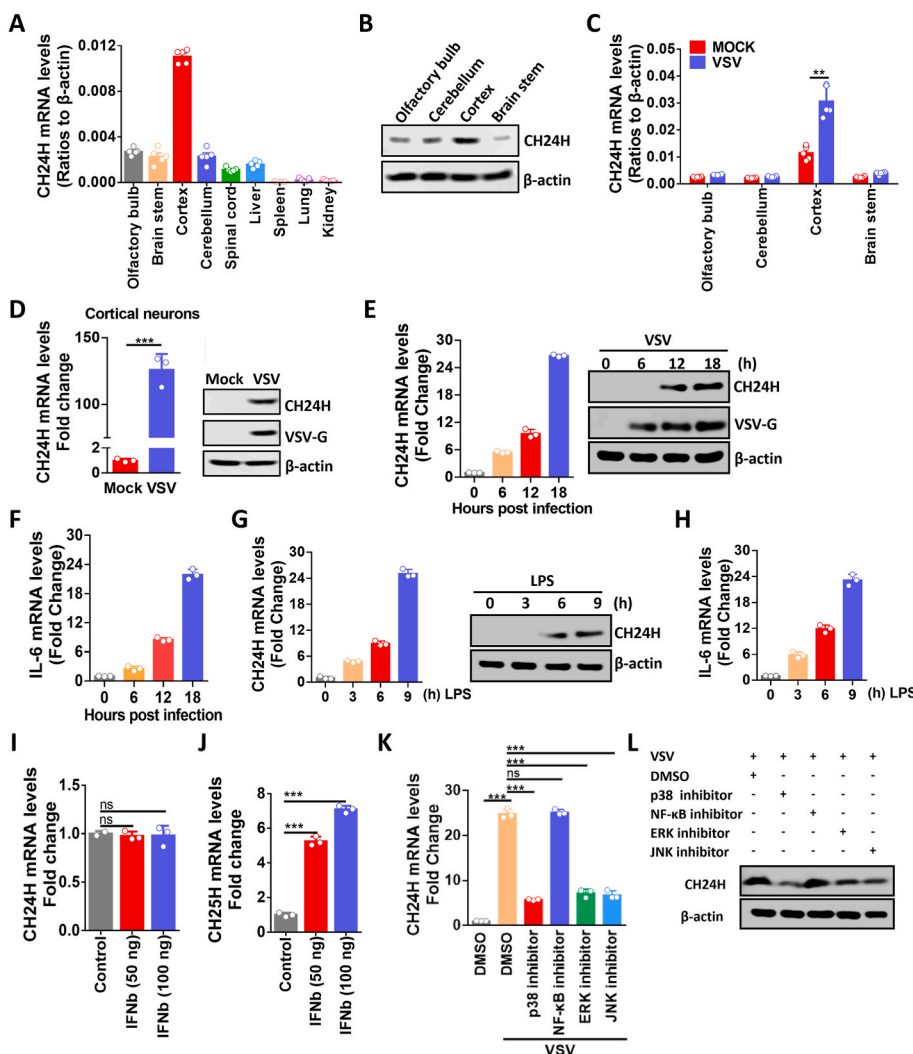 A
CH24H mRNA levels
(Ratios to β-actin)
0.012
0.009
0.006
0.003
0.000
Olfactory bulb
Brain stem
Cortex
Cerebellum
Spinal cord
Liver
Spleen
Lung
Kidney
B
Olfactory bulb
Cerebellum
Cortex
Brain stem
CH24H
β-actin
C
CH24H mRNA levels
(Ratios to β-actin)
0.05
0.04
0.03
0.02
0.01
0.00
MOCK
VSV
**
Olfactory bulb
Cerebellum
Cortex
Brain stem
D
Cortical neurons
CH24H mRNA levels
Fold change
150
100
2
0
***
Mock VSV
Mock VSV
CH24H
VSV-G
β-actin
E
CH24H mRNA levels
(Fold Change)
30
24
18
12
6
0
0 6 12 18
Hours post infection
VSV
0 6 12 18 (h)
CH24H
VSV-G
β-actin
F
IL-6 mRNA levels
(Fold Change)
30
24
18
12
6
0
0 6 12 18
Hours post infection
G
CH24H mRNA levels
(Fold Change)
30
24
18
12
6
0
0 3 6 9 (h) LPS
LPS
0 3 6 9 (h)
CH24H
β-actin
H
IL-6 mRNA levels
(Fold Change)
30
24
18
12
6
0
0 3 6 9 (h) LPS
I
CH24H mRNA levels
Fold change
1.5
1.0
0.5
0.0
ns
ns
Control
IFNb (50 ng)
IFNb (100 ng)
J
CH25H mRNA levels
Fold change
8
6
4
2
0
***
***
Control
IFNb (50 ng)
IFNb (100 ng)
K
CH24H mRNA levels
Fold Change
30
20
10
0
***
***
ns
***
***
DMSO
DMSO
p38 inhibitor
NF-κB inhibitor
ERK inhibitor
JNK inhibitor
VSV
L
VSV + + + + +
DMSO + - - - -
p38 inhibitor - + - - -
NF-κB inhibitor - - + - -
ERK inhibitor - - - + -
JNK inhibitor - - - - +
CH24H
β-actin